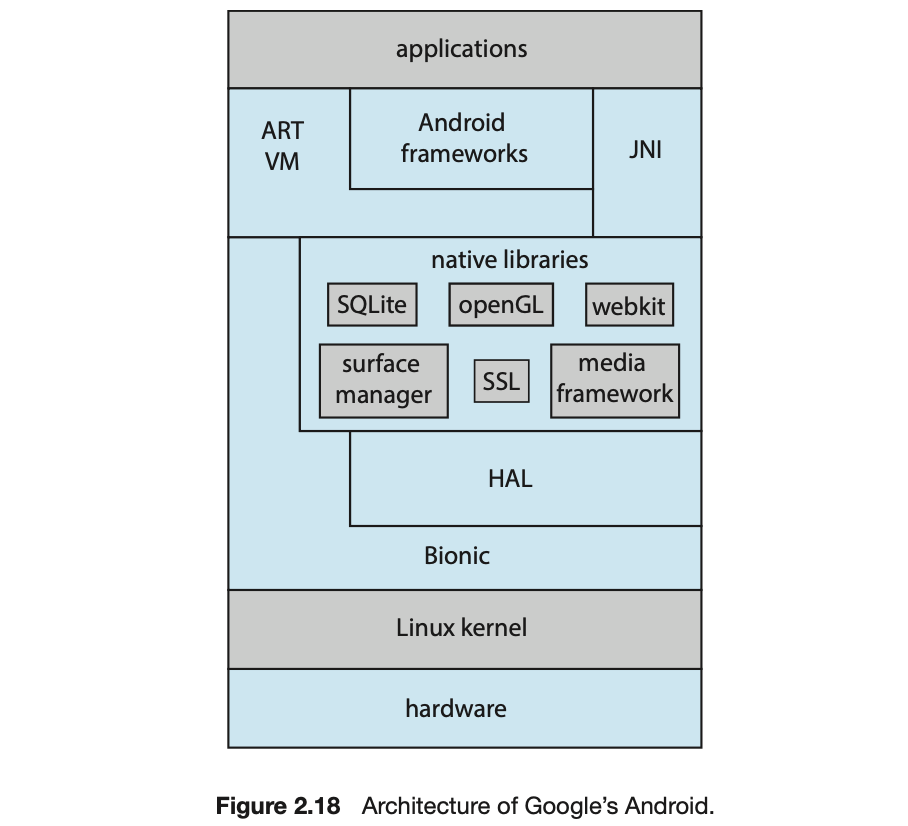 applications
ART
VM
Android
frameworks
JNI
native libraries
SQLite
openGL
webkit
surface
manager
SSL
media
framework
HAL
Bionic
Linux kernel
hardware
Figure 2.18 Architecture of Google’s Android.